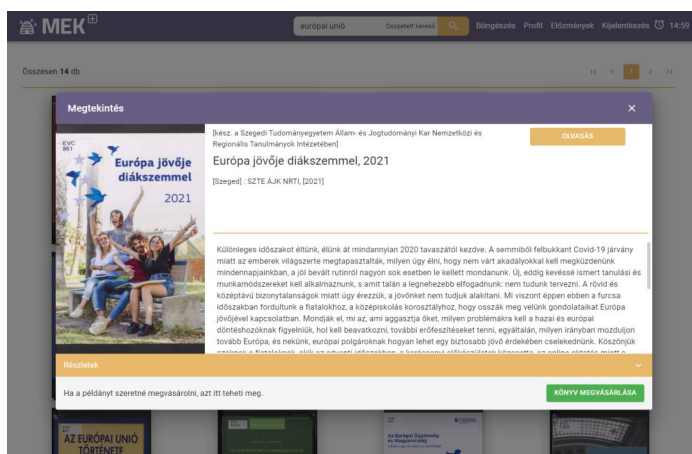 MEK
európai unió
Összetett kereső
Böngészés Profil Előzmények Kijelentkezés 14:59
Összesen 14 db
1
Megtekintés
EVC
861
Európa jövője
diákszemmel
2021
[kész. a Szegedi Tudományegyetem Állam- és Jogtudományi Kar Nemzetközi és
Regionális Tanulmányok Intézetében]
OLVASÁS
Európa jövője diákszemmel, 2021
[Szeged] : SZTE ÁJK NRTI, [2021]
Különleges időszakot éltünk, élünk át mindannyian 2020 tavaszától kezdve. A semmiből felbukkant Covid-19 járvány
miatt az emberek világszerte megtapasztalták, milyen úgy élni, hogy nem várt akadályokkal kell megküzdenünk
mindennapjainkban, a jól bevált rutinról nagyon sok esetben le kellett mondanunk. Új, eddig kevéssé ismert tanulási és
munkamódszereket kell alkalmaznunk, s amit talán a legnehezebb elfogadnunk: nem tudunk tervezni. A rövid és
középtávú bizonytalanságok miatt úgy érezzük, a jövőnket nem tudjuk alakítani. Mi viszont éppen ebben a furcsa
időszakban fordultunk a fiatalokhoz, a középiskolás korosztályhoz, hogy osszák meg velünk gondolataikat Európa
jövőjével kapcsolatban. Mondják el, mi az, ami aggasztja őket, milyen problémákra kell a hazai és európai
döntéshozóknak figyelniük, hol kell beavatkozni, további erőfeszítéseket tenni, egyáltalán, milyen irányban mozduljon
tovább Európa, és nekünk, európai polgároknak hogyan lehet egy biztosabb jövő érdekében cselekednünk. Köszönjük
Részletek
Ha a példányt szeretné megvásárolni, azt itt teheti meg.
KÖNYV MEGVÁSÁRLÁSA
AZ EURÓPAI UNIÓ
TÖRTÉNETE
Az Európai Ügyészség
és Magyarország